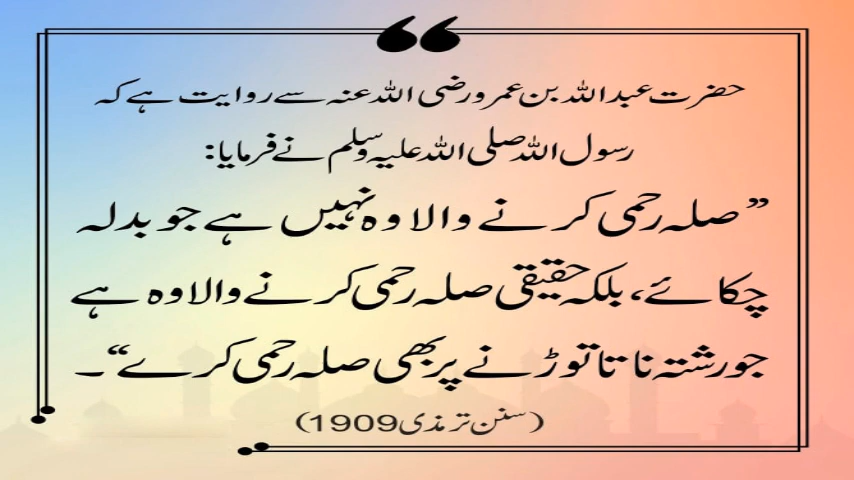 حضرت عبداللہ بن عمرو رضی اللہ عنہ سے روایت ہے کہ
رسول اللہ صلی اللہ علیہ وسلم نے فرمایا:
”صلہ رحمی کرنے والا وہ نہیں ہے جو بدلہ
چکائے، بلکہ حقیقی صلہ رحمی کرنے والا وہ ہے
جو رشتہ ناتا توڑنے پر بھی صلہ رحمی کرے“۔
(سنن ترمذی 1909)